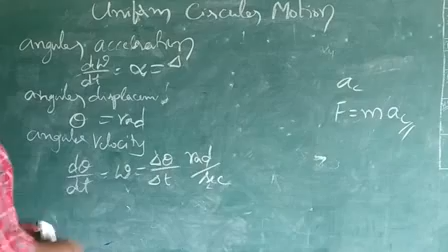 Uniform Circular Motion
angular acceleration
dω/dt = α = Δ
angular displacement
θ = rad
angular velocity
dθ/dt = ω = Δθ/Δt rad/sec
a_c
F = m a_c